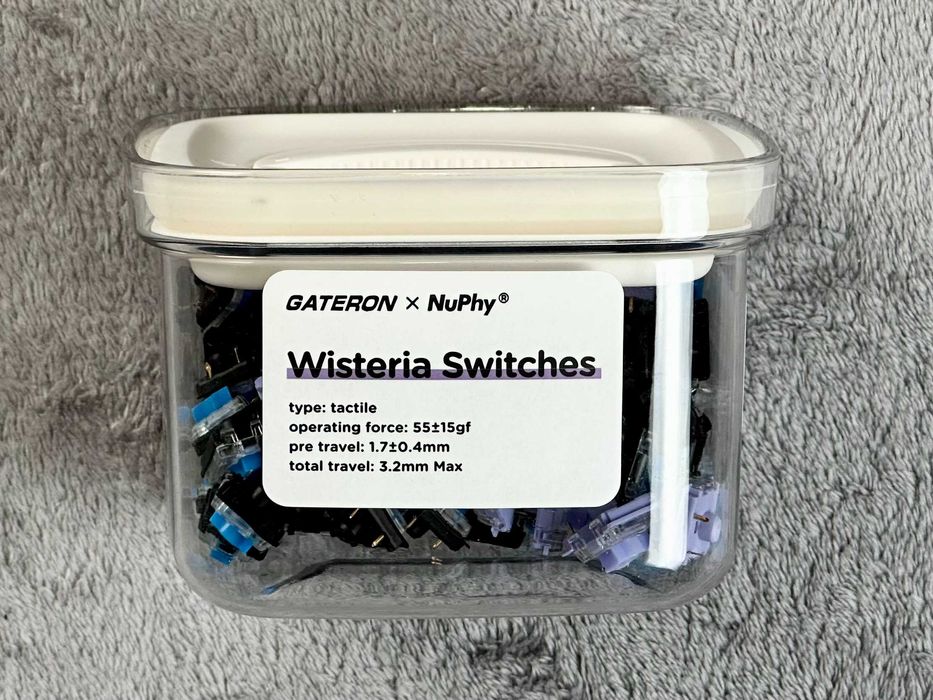 GATERON × NuPhy®
Wisteria Switches
type: tactile
operating force: 55±15gf
pre travel: 1.7±0.4mm
total travel: 3.2mm Max